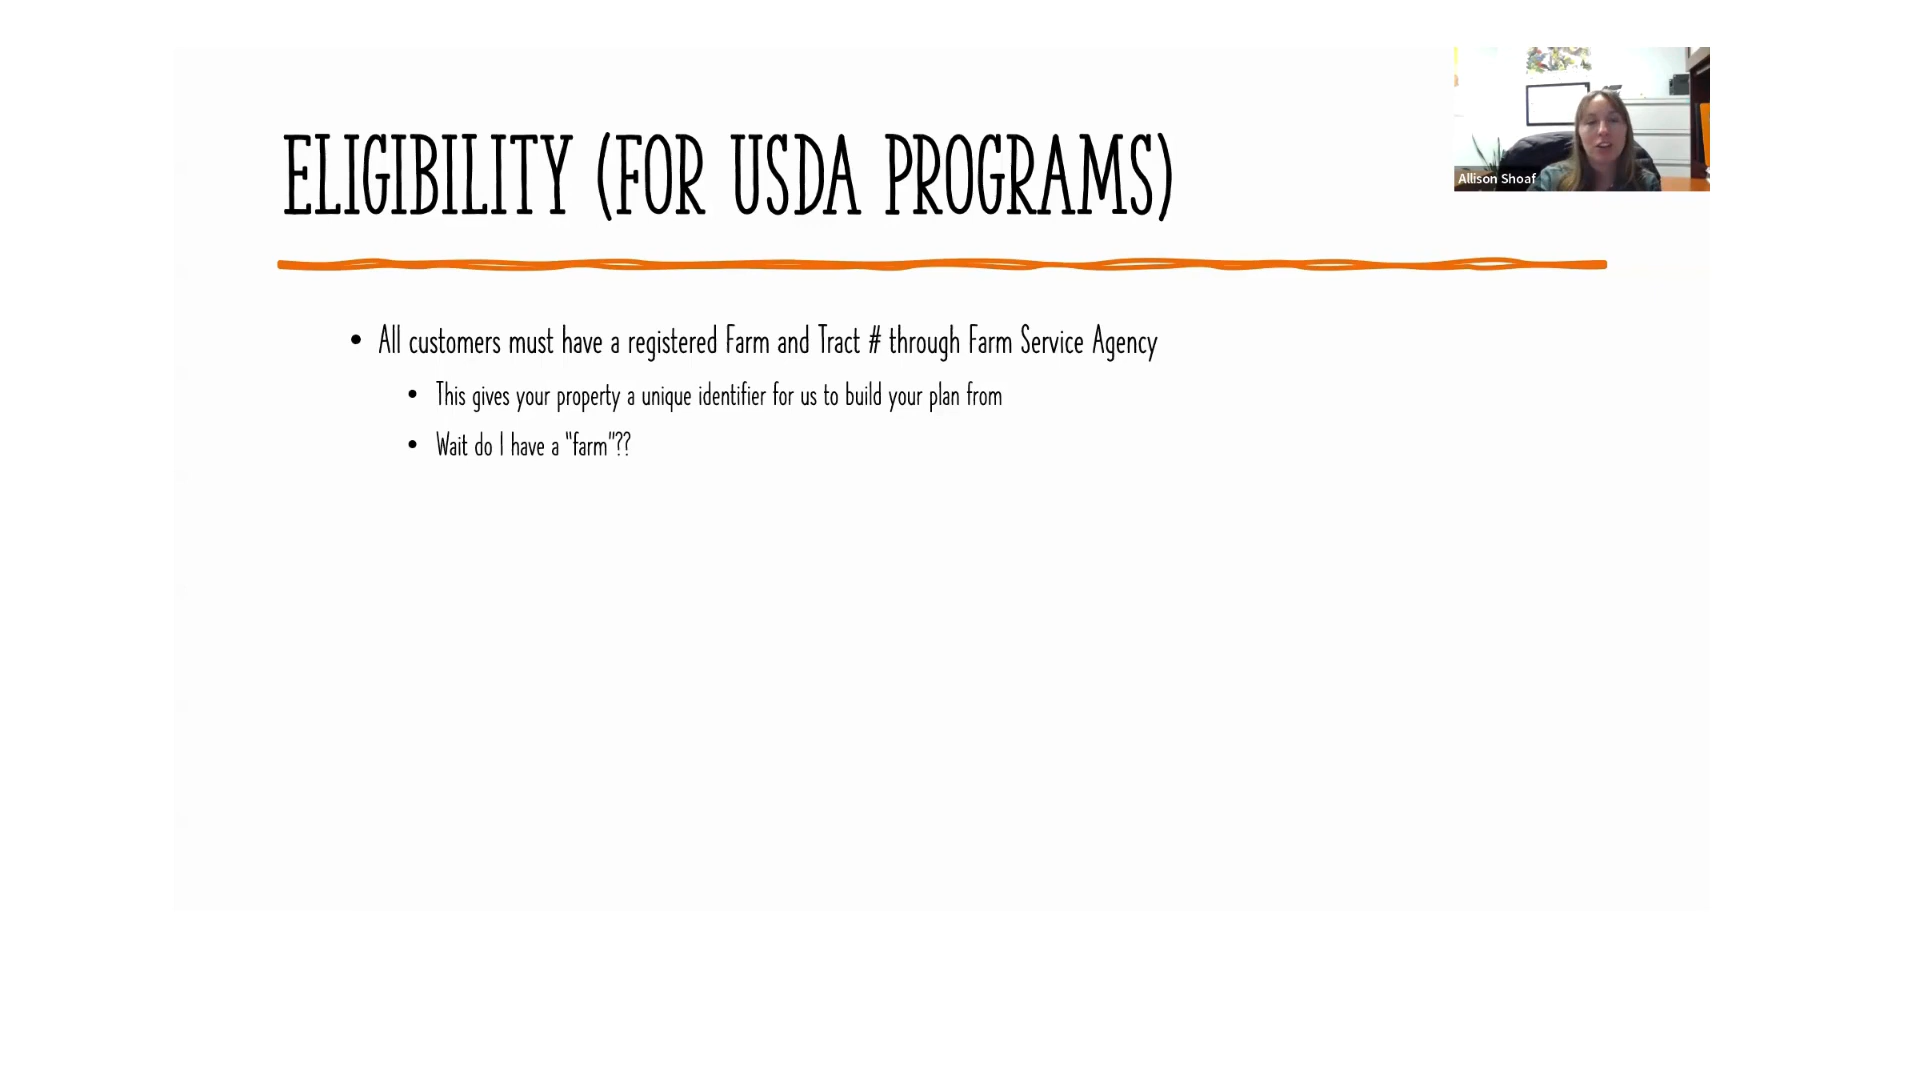 ELIGIBILITY (FOR USDA PROGRAMS)
Allison Shoaf
• All customers must have a registered Farm and Tract # through Farm Service Agency
• This gives your property a unique identifier for us to build your plan from
• Wait do I have a "farm"??